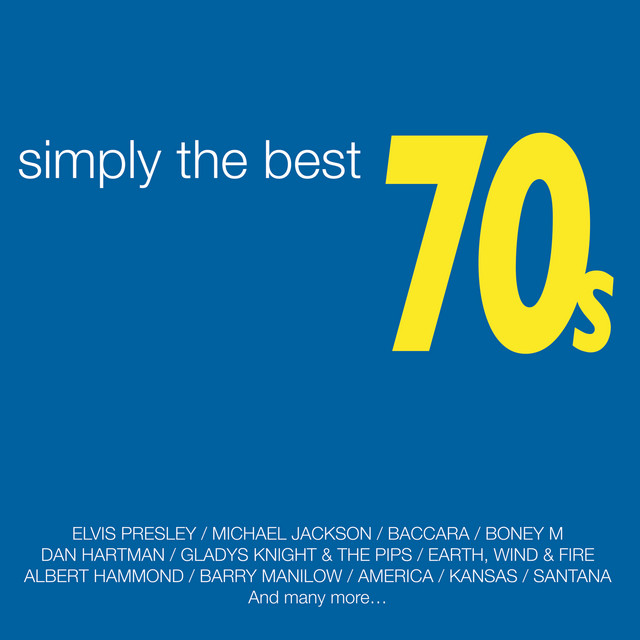 simply the best 70s
ELVIS PRESLEY / MICHAEL JACKSON / BACCARA / BONEY M
DAN HARTMAN / GLADYS KNIGHT & THE PIPS / EARTH, WIND & FIRE
ALBERT HAMMOND / BARRY MANILOW / AMERICA / KANSAS / SANTANA
And many more…